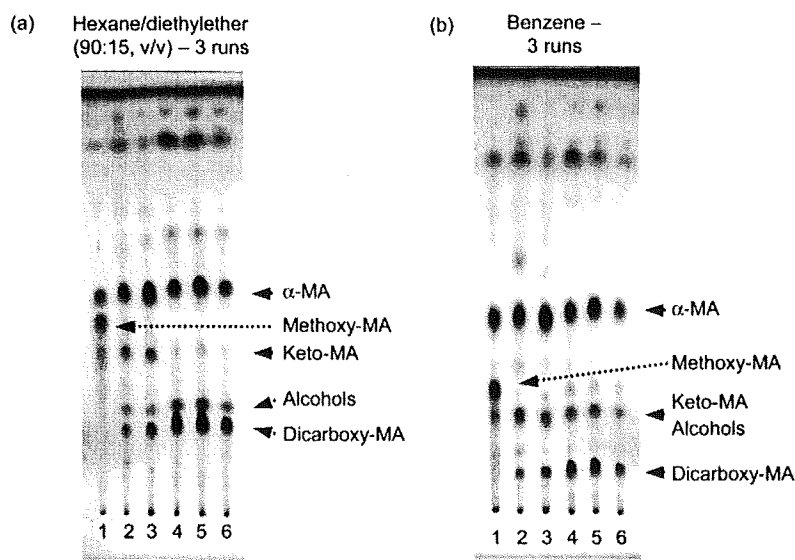 (a)
Hexane/diethylether
(90:15, v/v) – 3 runs
α-MA
Methoxy-MA
Keto-MA
Alcohols
Dicarboxy-MA
1 2 3 4 5 6
(b)
Benzene –
3 runs
α-MA
Methoxy-MA
Keto-MA
Alcohols
Dicarboxy-MA
1 2 3 4 5 6